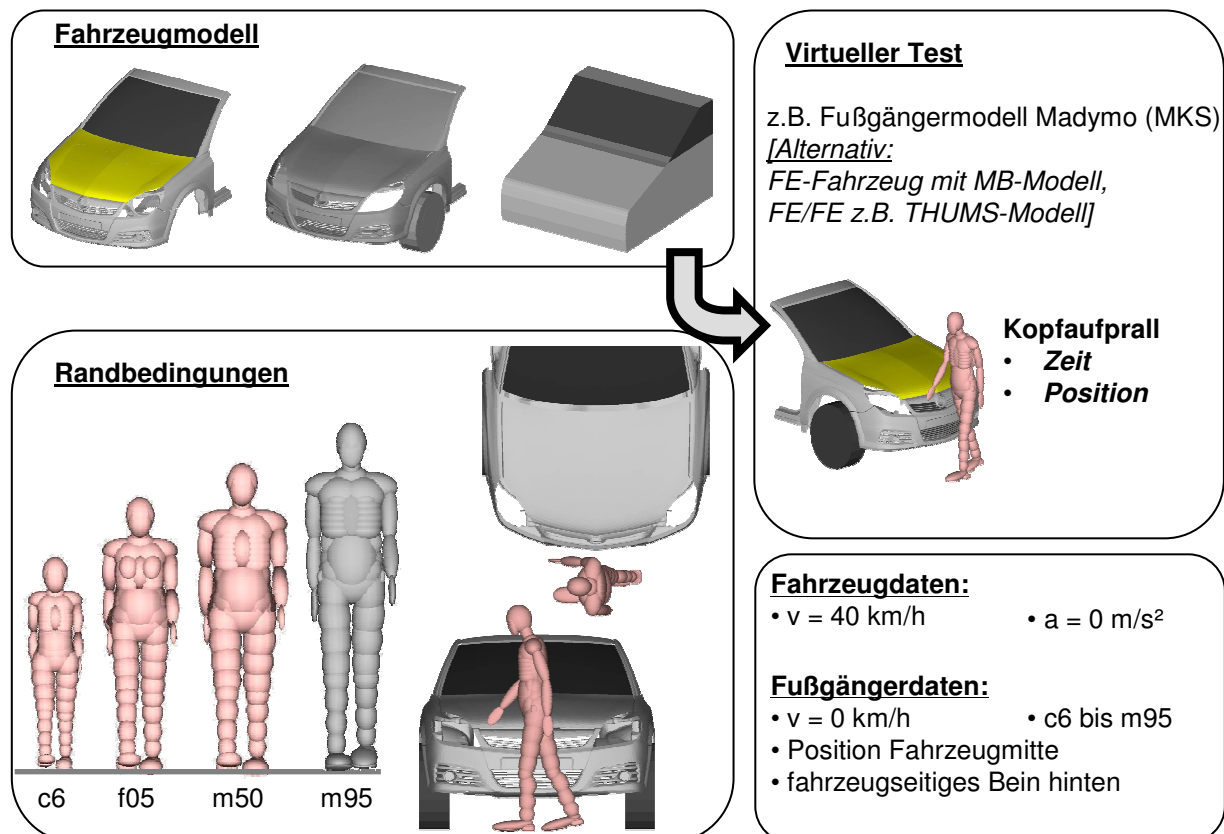 Fahrzeugmodell
Virtueller Test
z.B. Fußgängermodell Madymo (MKS)
[Alternativ:
FE-Fahrzeug mit MB-Modell,
FE/FE z.B. THUMS-Modell]
Kopfaufprall
• Zeit
• Position
Randbedingungen
c6 f05 m50 m95
Fahrzeugdaten:
• v = 40 km/h • a = 0 m/s²
Fußgängerdaten:
• v = 0 km/h • c6 bis m95
• Position Fahrzeugmitte
• fahrzeugseitiges Bein hinten